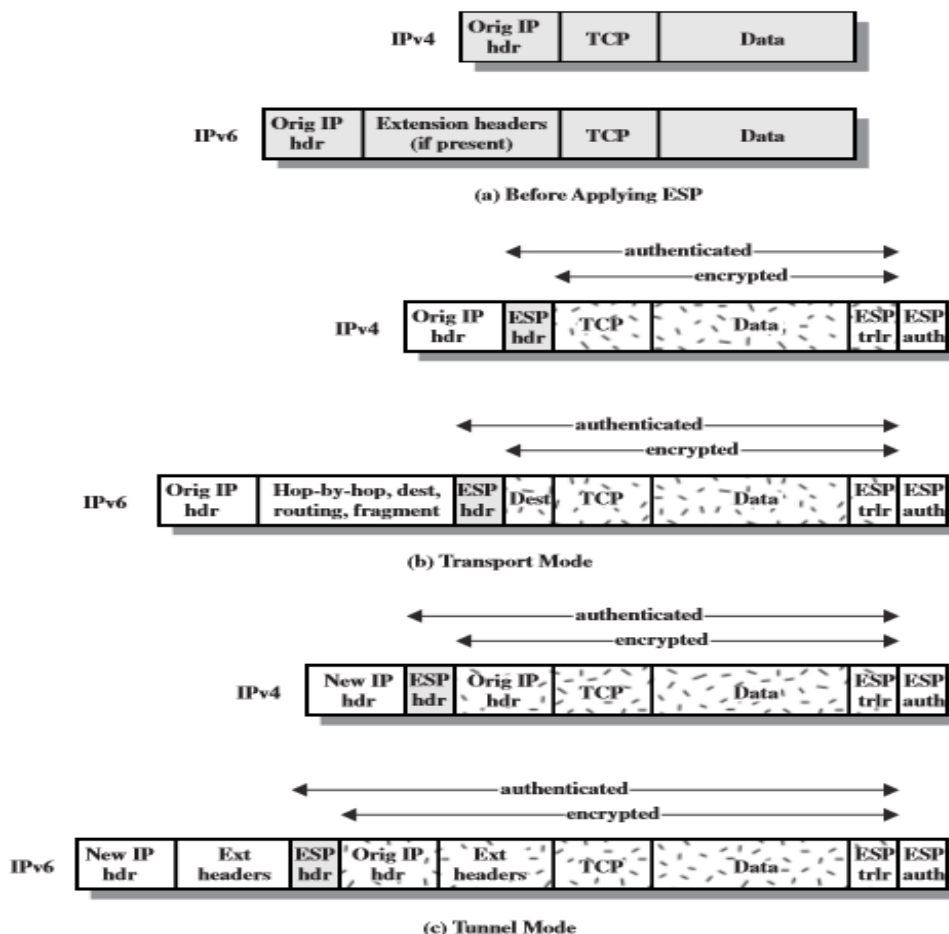 IPv4
Orig IP
hdr
TCP
Data
IPv6
Orig IP
hdr
Extension headers
(if present)
TCP
Data
(a) Before Applying ESP
authenticated
encrypted
IPv4
Orig IP
hdr
ESP
hdr
TCP
Data
ESP
trlr
ESP
auth
authenticated
encrypted
IPv6
Orig IP
hdr
Hop-by-hop, dest,
routing, fragment
ESP
hdr
Dest
TCP
Data
ESP
trlr
ESP
auth
(b) Transport Mode
authenticated
encrypted
IPv4
New IP
hdr
ESP
hdr
Orig IP
hdr
TCP
Data
ESP
trlr
ESP
auth
authenticated
encrypted
IPv6
New IP
hdr
Ext
headers
ESP
hdr
Orig IP
hdr
Ext
headers
TCP
Data
ESP
trlr
ESP
auth
(c) Tunnel Mode